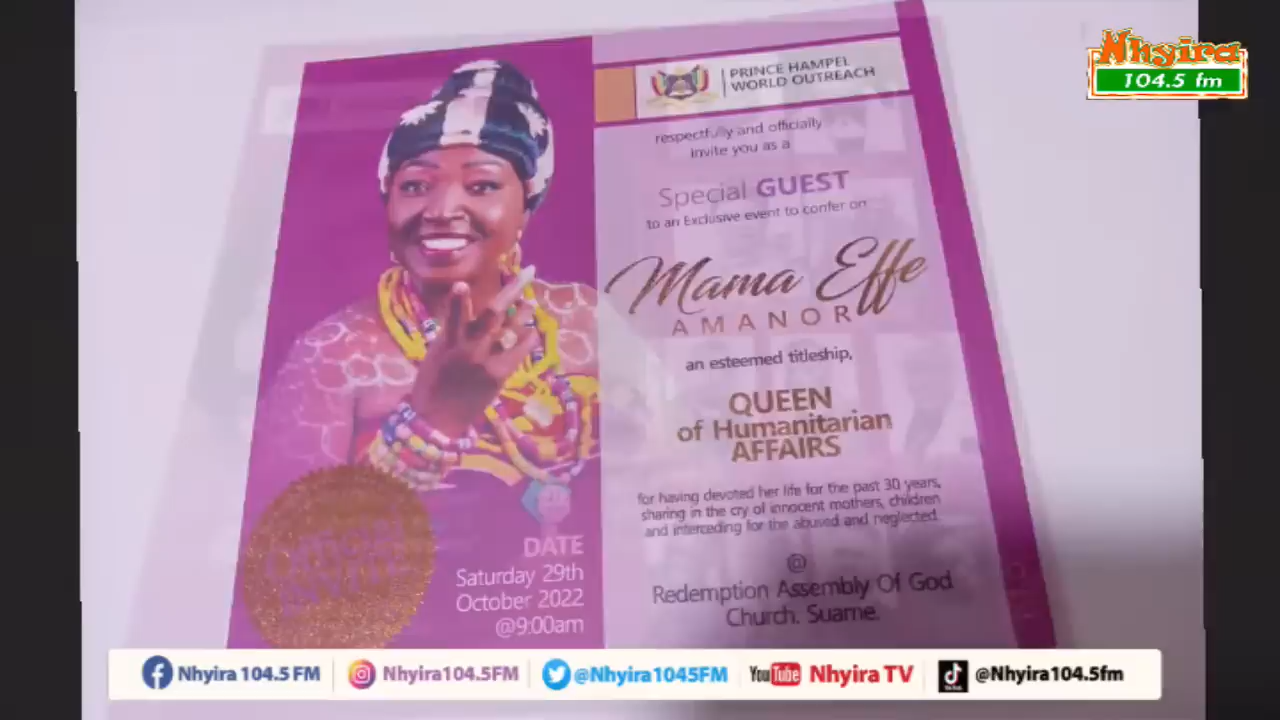 Nhyira
104.5 fm
PRINCE HAMPEL
WORLD OUTREACH
respectfully and officially
invite you as a
Special GUEST
to an Exclusive event to confer on
Mama Effe
AMANOR
an esteemed titleship,
QUEEN
of Humanitarian
AFFAIRS
for having devoted her life for the past 30 years,
sharing in the cry of innocent mothers, children
and interceding for the abused and neglected.
@
Redemption Assembly Of God
Church. Suame.
DATE
Saturday 29th
October 2022
@9:00am
Nhyira 104.5 FM
Nhyira104.5FM
@Nhyira1045FM
YouTube Nhyira TV
@Nhyira104.5fm